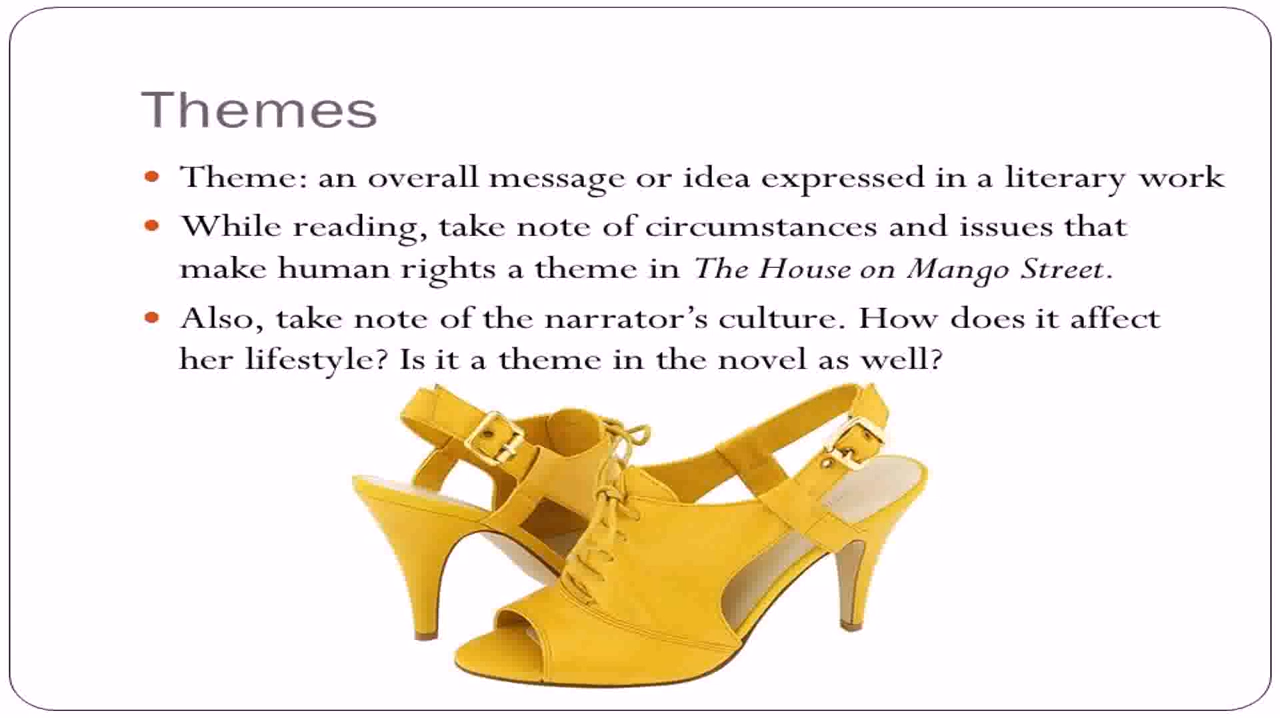 Themes
Theme: an overall message or idea expressed in a literary work
While reading, take note of circumstances and issues that
make human rights a theme in The House on Mango Street.
Also, take note of the narrator’s culture. How does it affect
her lifestyle? Is it a theme in the novel as well?